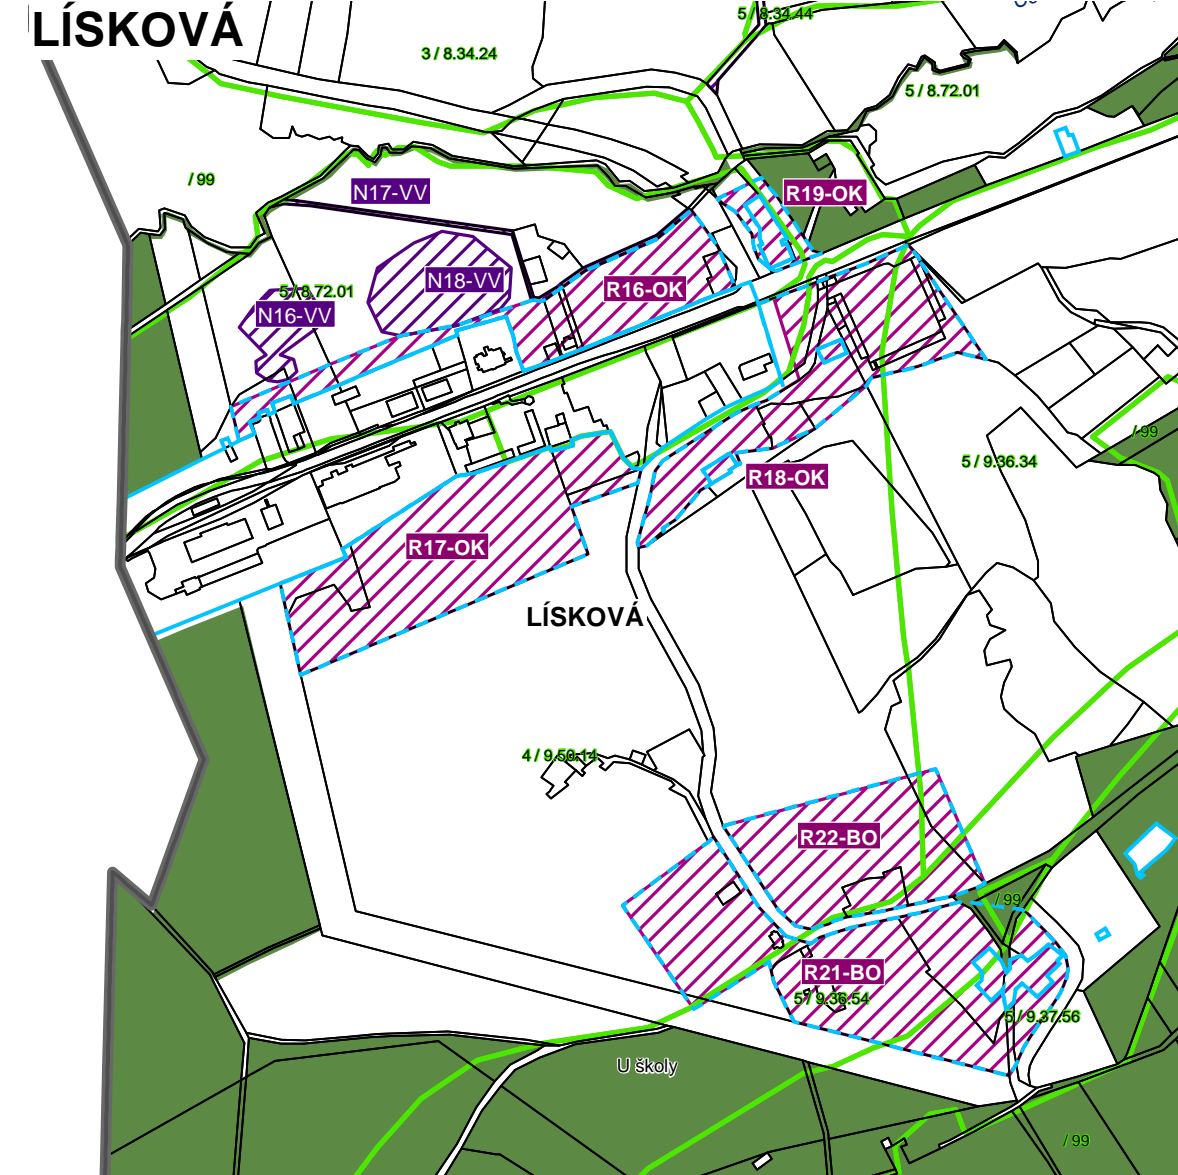 LÍSKOVÁ
5 / 8.34.44
3 / 8.34.24
5 / 8.72.01
/ 99
N17-VV
R19-OK
N18-VV
R16-OK
5 / 8.72.01
N16-VV
/ 99
5 / 9.36.34
R18-OK
R17-OK
LÍSKOVÁ
4 / 9.50.14
R22-BO
/ 99
R21-BO
5 / 9.36.54
5 / 9.37.56
U školy
/ 99